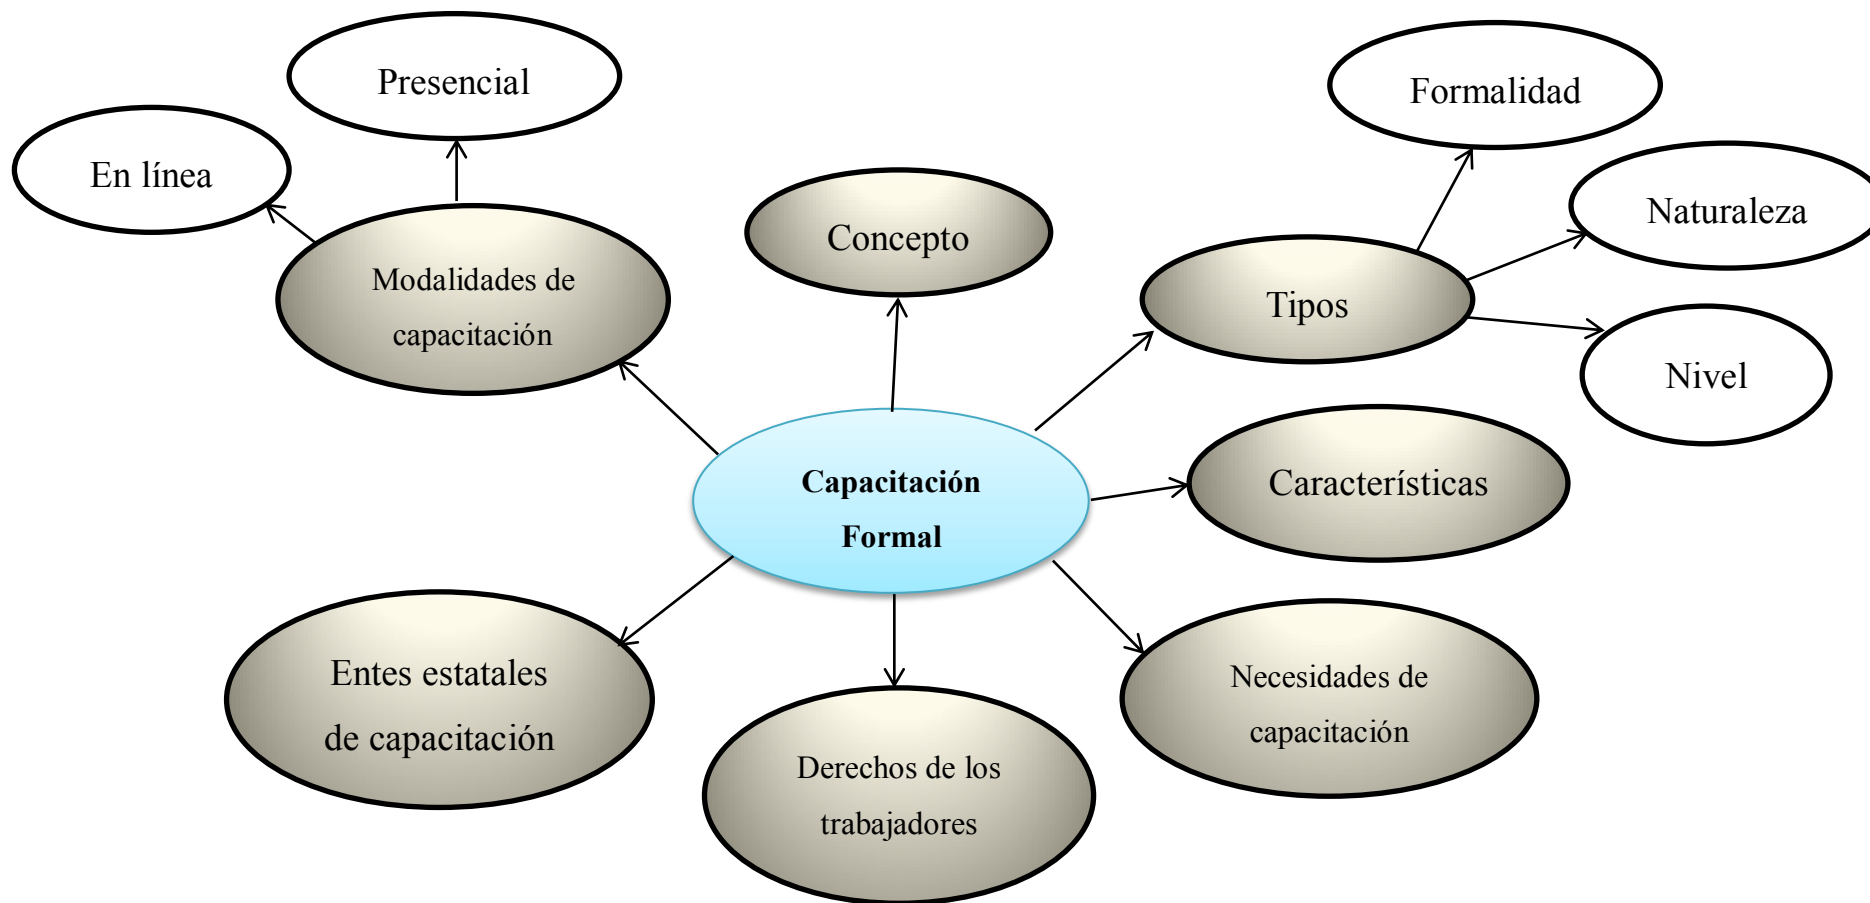 Presencial
En línea
Modalidades de
capacitación
Concepto
Formalidad
Naturaleza
Tipos
Nivel
Capacitación
Formal
Características
Entes estatales
de capacitación
Derechos de los
trabajadores
Necesidades de
capacitación